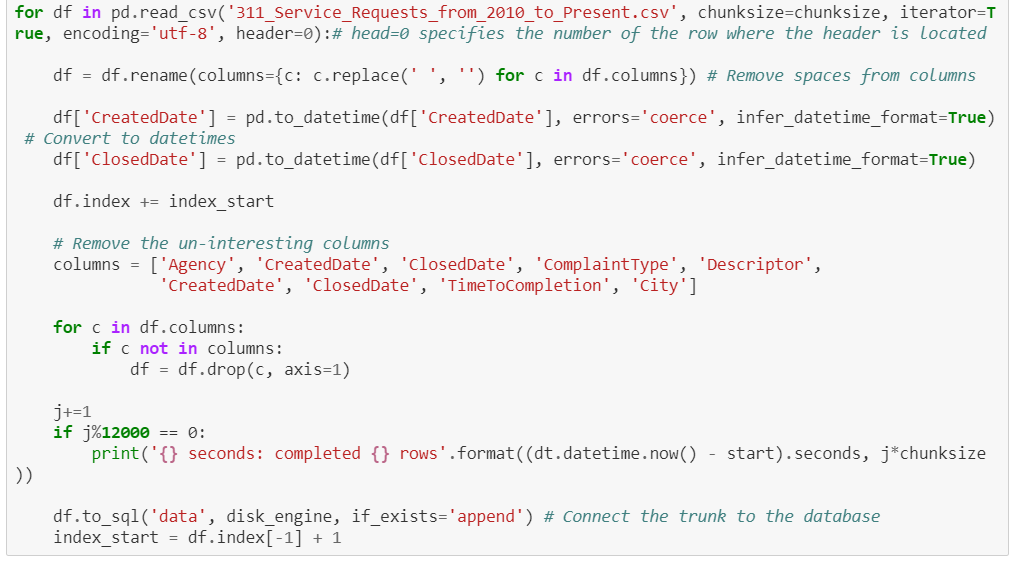 for df in pd.read_csv('311_Service_Requests_from_2010_to_Present.csv', chunksize=chunksize, iterator=T
rue, encoding='utf-8', header=0):# head=0 specifies the number of the row where the header is located
    df = df.rename(columns={c: c.replace(' ', '') for c in df.columns}) # Remove spaces from columns
    df['CreatedDate'] = pd.to_datetime(df['CreatedDate'], errors='coerce', infer_datetime_format=True)
 # Convert to datetimes
    df['ClosedDate'] = pd.to_datetime(df['ClosedDate'], errors='coerce', infer_datetime_format=True)
    df.index += index_start
    # Remove the un-interesting columns
    columns = ['Agency', 'CreatedDate', 'ClosedDate', 'ComplaintType', 'Descriptor',
               'CreatedDate', 'ClosedDate', 'TimeToCompletion', 'City']
    for c in df.columns:
        if c not in columns:
            df = df.drop(c, axis=1)
    j+=1
    if j%12000 == 0:
        print('{} seconds: completed {} rows'.format((dt.datetime.now() - start).seconds, j*chunksize
))
    df.to_sql('data', disk_engine, if_exists='append') # Connect the trunk to the database
    index_start = df.index[-1] + 1